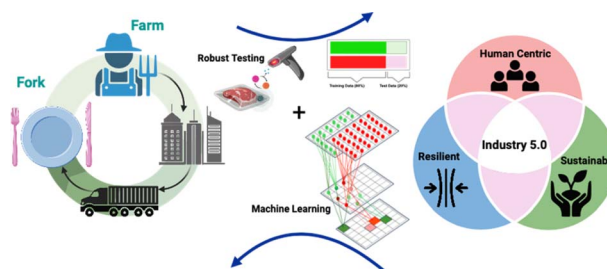 Farm
Fork
Robust Testing
Training Data (80%)
Test Data (20%)
+
Machine Learning
Human Centric
Industry 5.0
Resilient
Sustainab